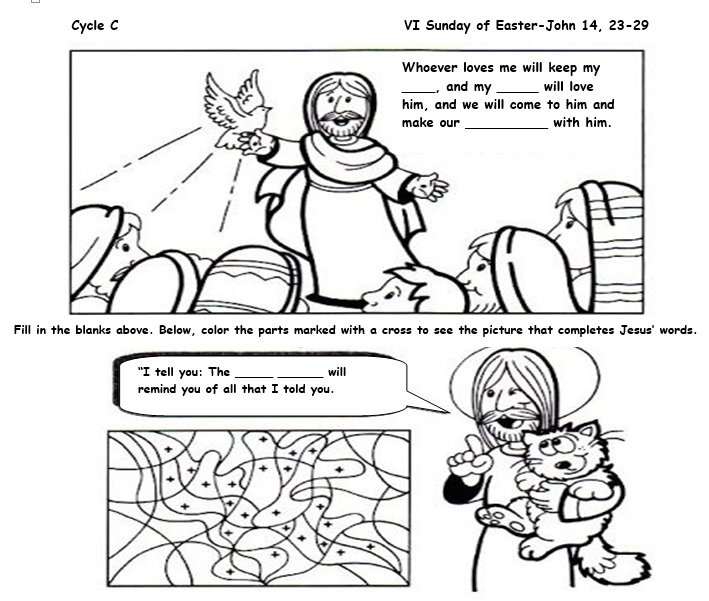 Cycle C
VI Sunday of Easter-John 14, 23-29
Whoever loves me will keep my
____, and my _____ will love
him, and we will come to him and
make our __________ with him.
Fill in the blanks above. Below, color the parts marked with a cross to see the picture that completes Jesus' words.
"I tell you: The _____ ______ will
remind you of all that I told you.